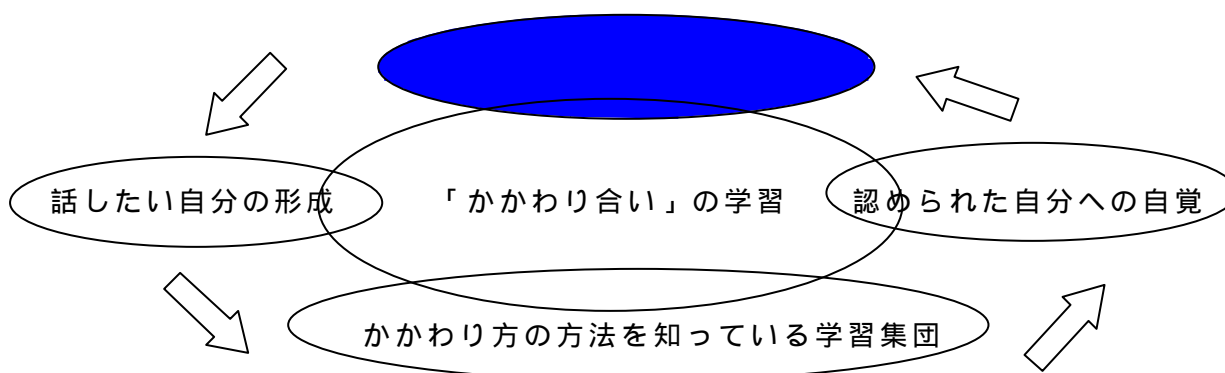 話したい自分の形成
「かかわり合い」の学習
認められた自分への自覚
かかわり方の方法を知っている学習集団